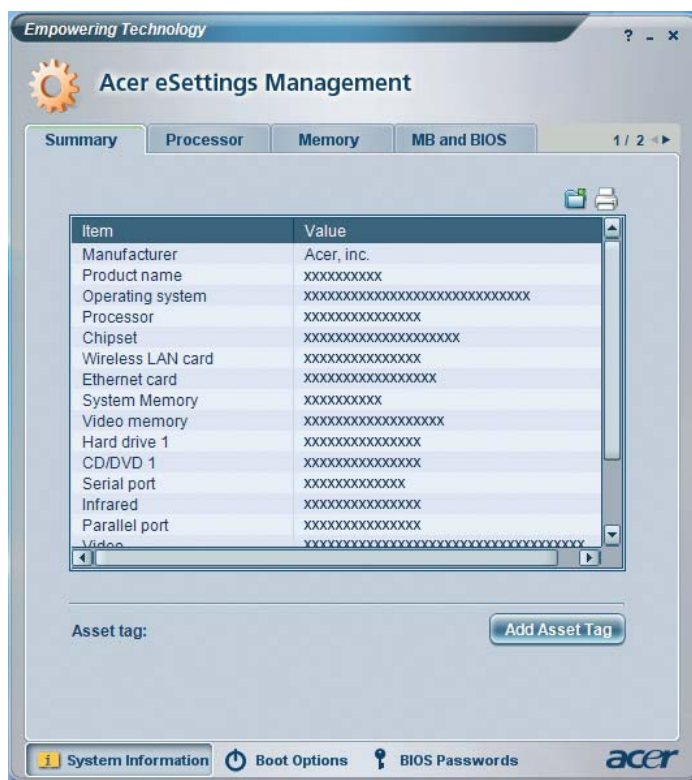 Empowering Technology
? - x
Acer eSettings Management
Summary Processor Memory MB and BIOS 1 / 2
Item Value
Manufacturer Acer, inc.
Product name xxxxxxxxxx
Operating system xxxxxxxxxxxxxxxxxxxxxxxxxxxxx
Processor xxxxxxxxxxxxxxx
Chipset xxxxxxxxxxxxxxxxxxxx
Wireless LAN card xxxxxxxxxxxxxxx
Ethernet card xxxxxxxxxxxxxxxxx
System Memory xxxxxxxxxx
Video memory xxxxxxxxxxxxxxxxxx
Hard drive 1 xxxxxxxxxxxxxxx
CD/DVD 1 xxxxxxxxxxxxxxx
Serial port xxxxxxxxxxxxx
Infrared xxxxxxxxxxxxxxx
Parallel port xxxxxxxxxxxxxxx
Video xxxxxxxxxxxxxxxxxxxxxxxxxxxxxxxxxxxx
Asset tag: Add Asset Tag
i System Information Boot Options BIOS Passwords acer